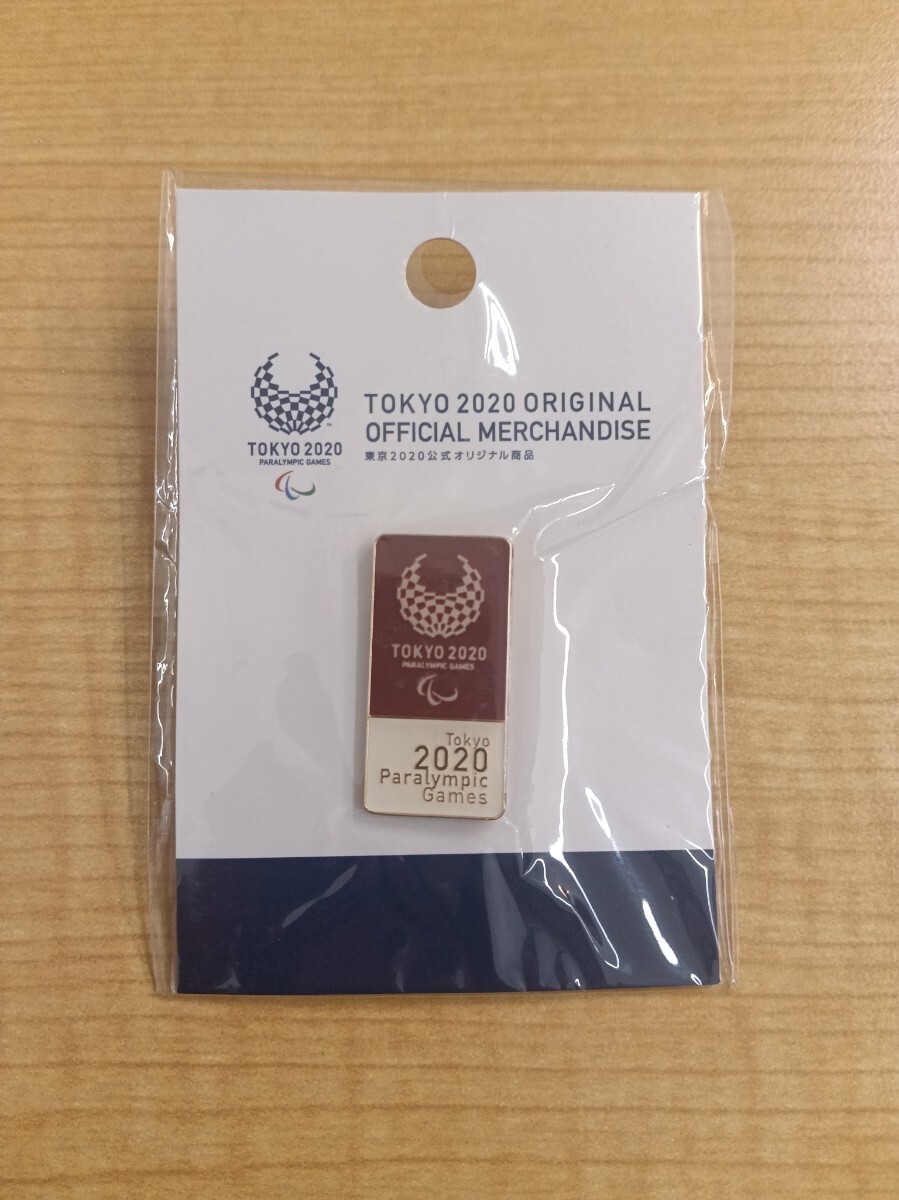 TOKYO 2020
PARALYMPIC GAMES
TOKYO 2020 ORIGINAL
OFFICIAL MERCHANDISE
東京2020公式オリジナル商品
TOKYO 2020
PARALYMPIC GAMES
Tokyo
2020
Paralympic
Games